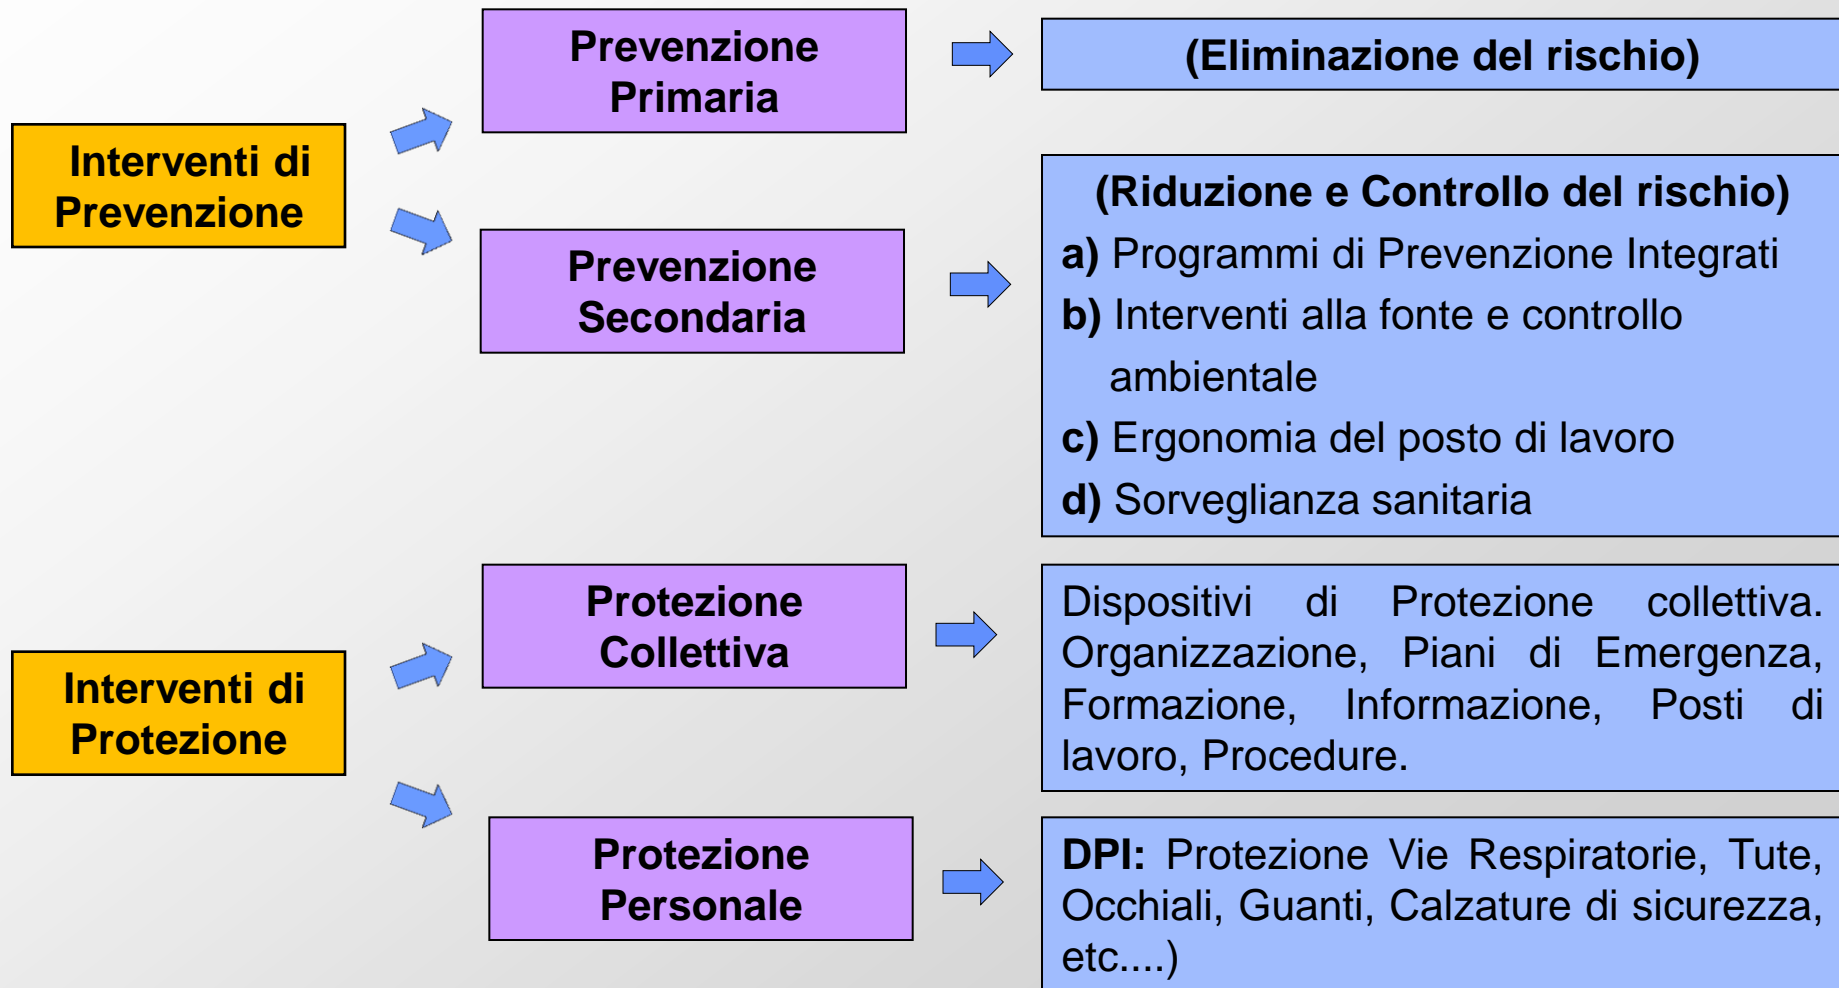 Prevenzione
Primaria
(Eliminazione del rischio)
Interventi di
Prevenzione
Prevenzione
Secondaria
(Riduzione e Controllo del rischio)
a) Programmi di Prevenzione Integrati
b) Interventi alla fonte e controllo
ambientale
c) Ergonomia del posto di lavoro
d) Sorveglianza sanitaria
Interventi di
Protezione
Protezione
Collettiva
Dispositivi di Protezione collettiva.
Organizzazione, Piani di Emergenza,
Formazione, Informazione, Posti di
lavoro, Procedure.
Protezione
Personale
DPI: Protezione Vie Respiratorie, Tute,
Occhiali, Guanti, Calzature di sicurezza,
etc....)